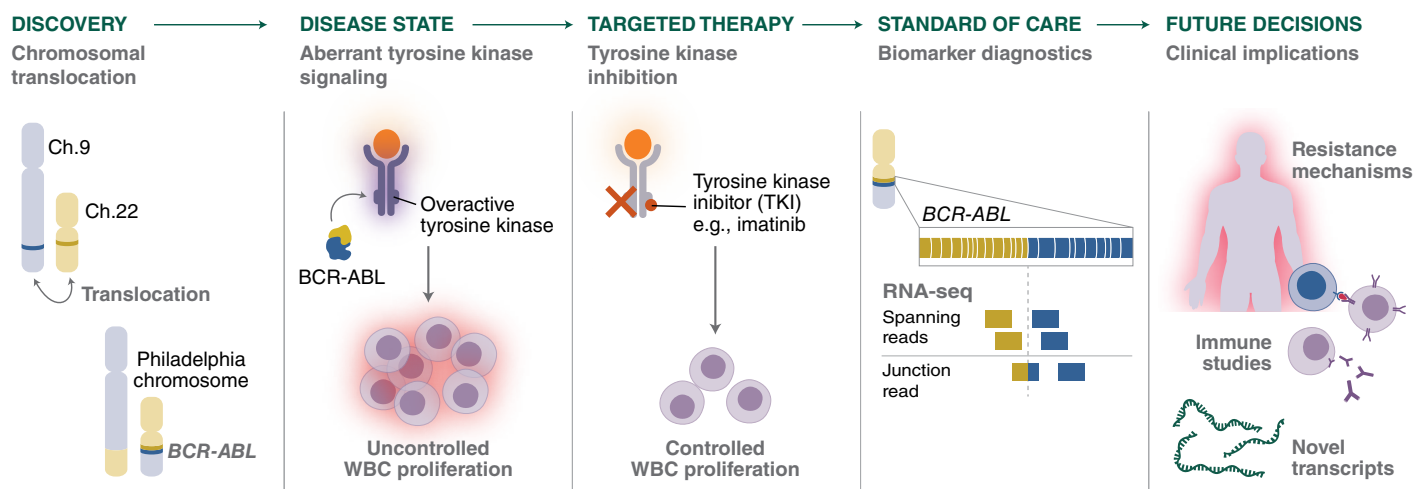 DISCOVERY
Chromosomal
translocation
Ch.9
Ch.22
Translocation
Philadelphia
chromosome
BCR-ABL
DISEASE STATE
Aberrant tyrosine kinase
signaling
Overactive
tyrosine kinase
BCR-ABL
Uncontrolled
WBC proliferation
TARGETED THERAPY
Tyrosine kinase
inhibition
Tyrosine kinase
inibitor (TKI)
e.g., imatinib
Controlled
WBC proliferation
STANDARD OF CARE
Biomarker diagnostics
BCR-ABL
RNA-seq
Spanning
reads
Junction
read
FUTURE DECISIONS
Clinical implications
Resistance
mechanisms
Immune
studies
Novel
transcripts